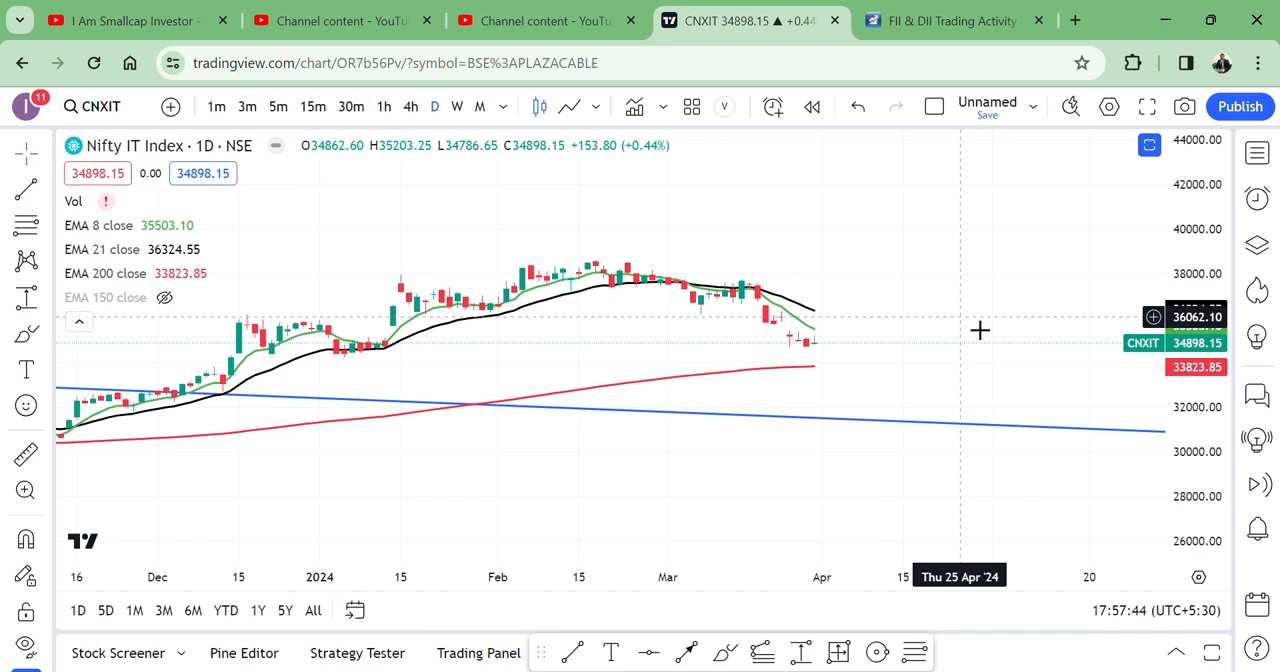 I Am Smallcap Investor -
Channel content - YouTu
Channel content - YouTu
CNXIT 34898.15 ▲ +0.44
FII & DII Trading Activity
tradingview.com/chart/OR7b56Pv/?symbol=BSE%3APLAZACABLE
I 11 CNXIT 1m 3m 5m 15m 30m 1h 4h D W M V Unnamed Publish
Save
Nifty IT Index · 1D · NSE O34862.60 H35203.25 L34786.65 C34898.15 +153.80 (+0.44%)
34898.15 0.00 34898.15
Vol !
EMA 8 close 35503.10
EMA 21 close 36324.55
EMA 200 close 33823.85
EMA 150 close
44000.00
42000.00
40000.00
38000.00
36062.10
CNXIT 34898.15
33823.85
32000.00
30000.00
28000.00
26000.00
16 Dec 15 2024 15 Feb 15 Mar Apr 15 Thu 25 Apr '24 20
1D 5D 1M 3M 6M YTD 1Y 5Y All 17:57:44 (UTC+5:30)
Stock Screener Pine Editor Strategy Tester Trading Panel